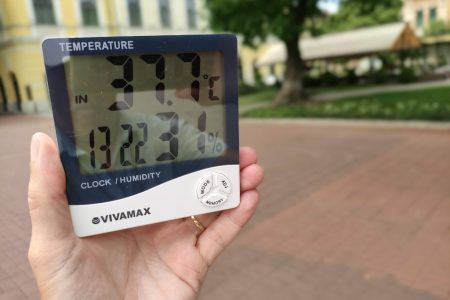 TEMPERATURE
IN 37.7 °C
13 22 31 %
CLOCK / HUMIDITY
MODE ADJ
MEMORY
VIVAMAX